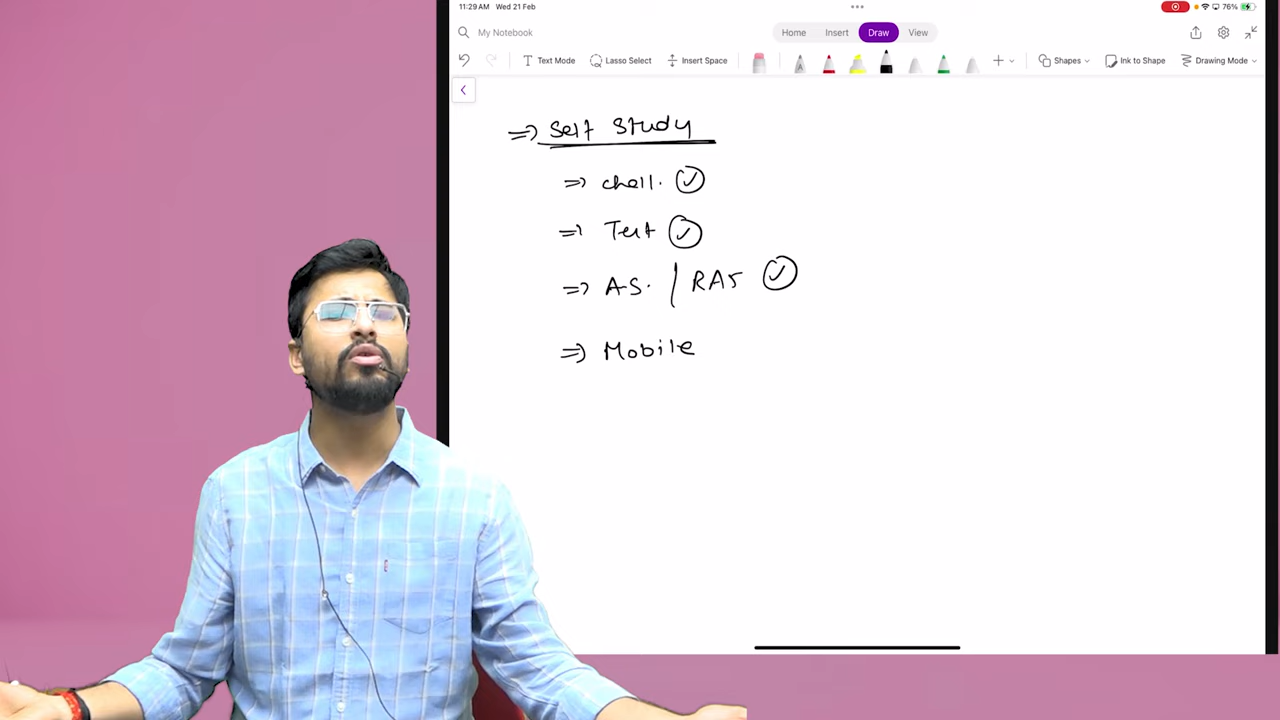 11:29 AM Wed 21 Feb 76%
My Notebook Home Insert Draw View
Text Mode Lasso Select Insert Space Shapes Ink to Shape Drawing Mode
⇒ Self Study
⇒ Chall.
⇒ Test
⇒ A.S. / RAS
⇒ Mobile